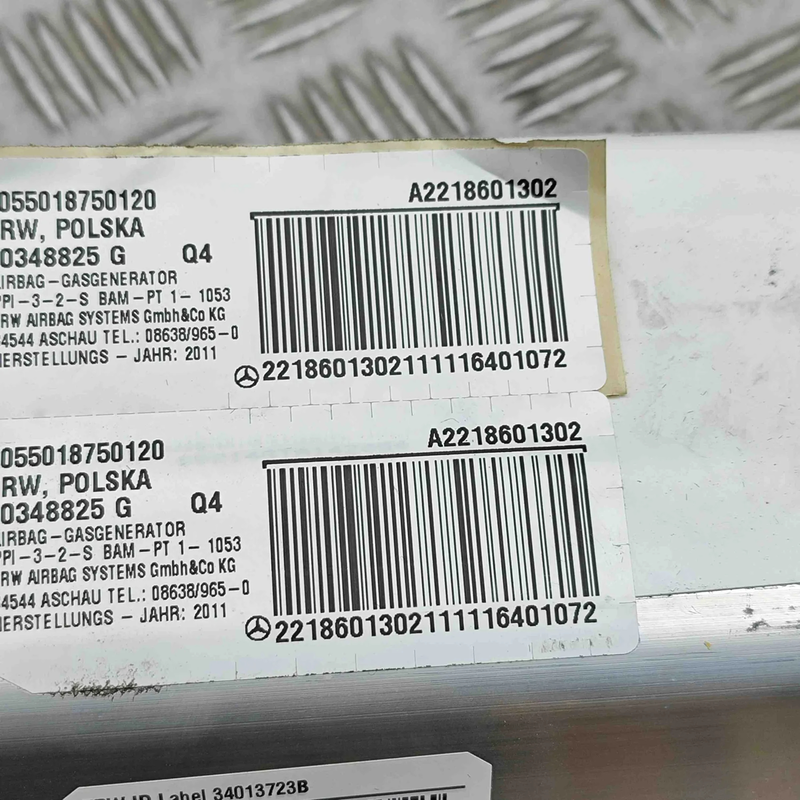 055018750120
RW, POLSKA
0348825 G Q4
AIRBAG-GASGENERATOR
PPI-3-2-S BAM-PT 1- 1053
RW AIRBAG SYSTEMS GmbH&Co KG
4544 ASCHAU TEL.: 08638/965-0
HERSTELLUNGS - JAHR: 2011
A2218601302
2218601302111116401072
055018750120
RW, POLSKA
0348825 G Q4
AIRBAG-GASGENERATOR
PPI-3-2-S BAM-PT 1- 1053
RW AIRBAG SYSTEMS GmbH&Co KG
4544 ASCHAU TEL.: 08638/965-0
HERSTELLUNGS - JAHR: 2011
A2218601302
2218601302111116401072
ID Label 34013723B